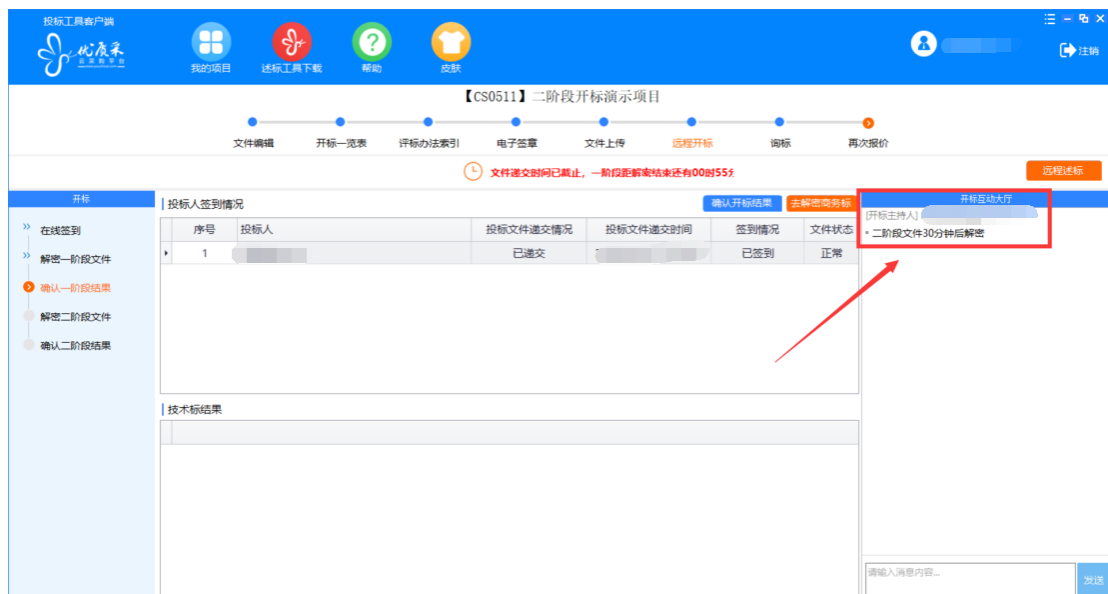 投标工具客户端
优质采
云采购平台
我的项目
述标工具下载
帮助
皮肤
注销
【CS0511】二阶段开标演示项目
文件编辑
开标一览表
评标办法索引
电子签章
文件上传
远程开标
询标
再次报价
文件递交时间已截止，一阶段距解密结束还有00时55分
远程述标
开标
在线签到
解密一阶段文件
确认一阶段结果
解密二阶段文件
确认二阶段结果
投标人签到情况
确认开标结果
去解密商务标
序号 投标人 投标文件递交情况 投标文件递交时间 签到情况 文件状态
1 已递交 已签到 正常
技术标结果
开标互动大厅
[开标主持人]
二阶段文件30分钟后解密
请输入消息内容...
发送